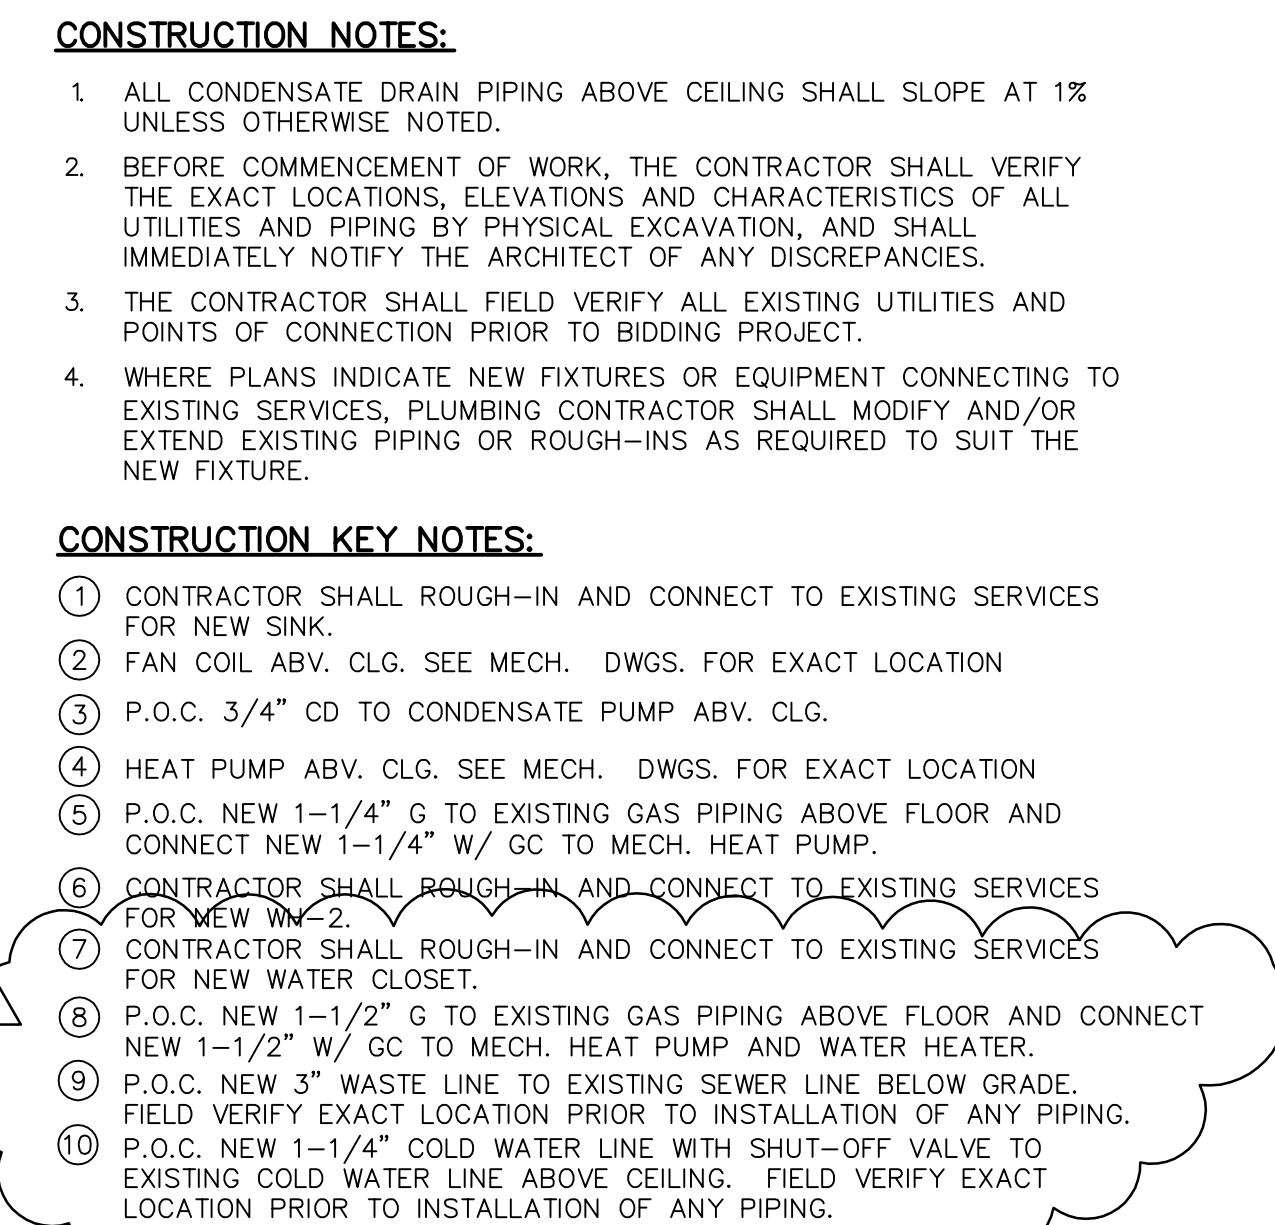 CONSTRUCTION NOTES:
1. ALL CONDENSATE DRAIN PIPING ABOVE CEILING SHALL SLOPE AT 1%
UNLESS OTHERWISE NOTED.
2. BEFORE COMMENCEMENT OF WORK, THE CONTRACTOR SHALL VERIFY
THE EXACT LOCATIONS, ELEVATIONS AND CHARACTERISTICS OF ALL
UTILITIES AND PIPING BY PHYSICAL EXCAVATION, AND SHALL
IMMEDIATELY NOTIFY THE ARCHITECT OF ANY DISCREPANCIES.
3. THE CONTRACTOR SHALL FIELD VERIFY ALL EXISTING UTILITIES AND
POINTS OF CONNECTION PRIOR TO BIDDING PROJECT.
4. WHERE PLANS INDICATE NEW FIXTURES OR EQUIPMENT CONNECTING TO
EXISTING SERVICES, PLUMBING CONTRACTOR SHALL MODIFY AND/OR
EXTEND EXISTING PIPING OR ROUGH-INS AS REQUIRED TO SUIT THE
NEW FIXTURE.
CONSTRUCTION KEY NOTES:
1 CONTRACTOR SHALL ROUGH-IN AND CONNECT TO EXISTING SERVICES
FOR NEW SINK.
2 FAN COIL ABV. CLG. SEE MECH. DWGS. FOR EXACT LOCATION
3 P.O.C. 3/4" CD TO CONDENSATE PUMP ABV. CLG.
4 HEAT PUMP ABV. CLG. SEE MECH. DWGS. FOR EXACT LOCATION
5 P.O.C. NEW 1-1/4" G TO EXISTING GAS PIPING ABOVE FLOOR AND
CONNECT NEW 1-1/4" W/ GC TO MECH. HEAT PUMP.
6 CONTRACTOR SHALL ROUGH-IN AND CONNECT TO EXISTING SERVICES
FOR NEW WH-2.
7 CONTRACTOR SHALL ROUGH-IN AND CONNECT TO EXISTING SERVICES
FOR NEW WATER CLOSET.
8 P.O.C. NEW 1-1/2" G TO EXISTING GAS PIPING ABOVE FLOOR AND CONNECT
NEW 1-1/2" W/ GC TO MECH. HEAT PUMP AND WATER HEATER.
9 P.O.C. NEW 3" WASTE LINE TO EXISTING SEWER LINE BELOW GRADE.
FIELD VERIFY EXACT LOCATION PRIOR TO INSTALLATION OF ANY PIPING.
10 P.O.C. NEW 1-1/4" COLD WATER LINE WITH SHUT-OFF VALVE TO
EXISTING COLD WATER LINE ABOVE CEILING. FIELD VERIFY EXACT
LOCATION PRIOR TO INSTALLATION OF ANY PIPING.